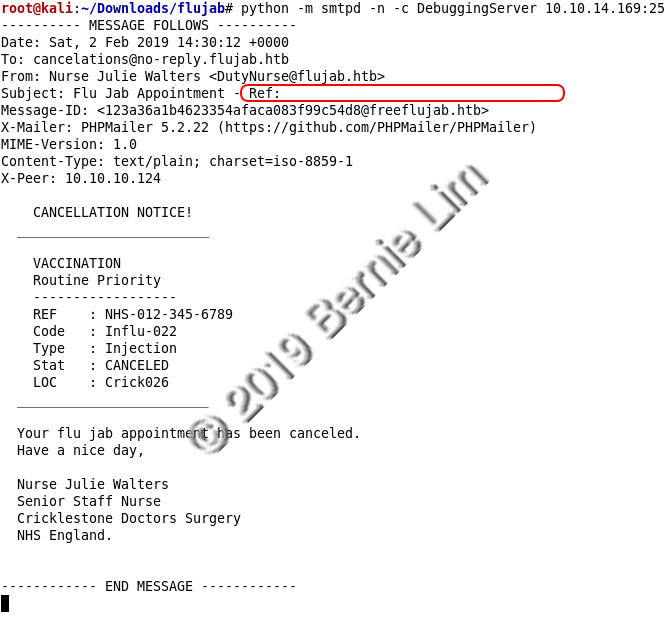 root@kali:~/Downloads/flujab# python -m smtpd -n -c DebuggingServer 10.10.14.169:25
---------- MESSAGE FOLLOWS ----------
Date: Sat, 2 Feb 2019 14:30:12 +0000
To: cancelations@no-reply.flujab.htb
From: Nurse Julie Walters <DutyNurse@flujab.htb>
Subject: Flu Jab Appointment - Ref:
Message-ID: <123a36a1b4623354afaca083f99c54d8@freeflujab.htb>
X-Mailer: PHPMailer 5.2.22 (https://github.com/PHPMailer/PHPMailer)
MIME-Version: 1.0
Content-Type: text/plain; charset=iso-8859-1
X-Peer: 10.10.10.124
CANCELLATION NOTICE!
________________________
VACCINATION
Routine Priority
------------------
REF    : NHS-012-345-6789
Code   : Influ-022
Type   : Injection
Stat   : CANCELED
LOC    : Crick026
________________________
Your flu jab appointment has been canceled.
Have a nice day,
Nurse Julie Walters
Senior Staff Nurse
Cricklestone Doctors Surgery
NHS England.
------------ END MESSAGE ------------
© 2019 Bernie Lim